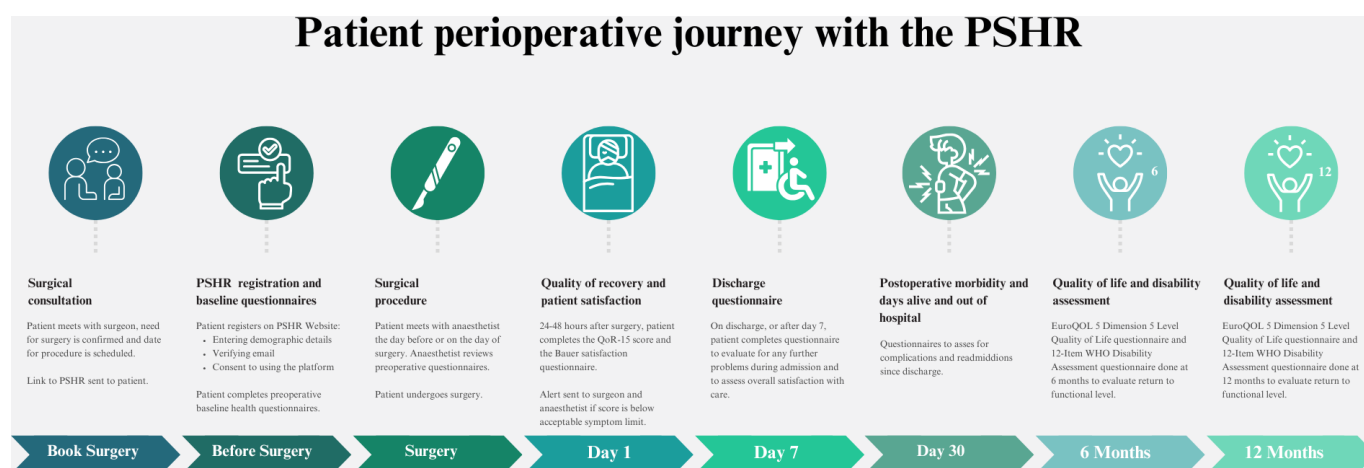 Patient perioperative journey with the PSHR
6
12
Surgical
consultation
Patient meets with surgeon, need
for surgery is confirmed and date
for procedure is scheduled.
Link to PSHR sent to patient.
PSHR registration and
baseline questionnaires
Patient registers on PSHR Website:
• Entering demographic details
• Verifying email
• Consent to using the platform
Patient completes preoperative
baseline health questionnaires.
Surgical
procedure
Patient meets with anaesthetist
the day before or on the day of
surgery. Anaesthetist reviews
preoperative questionnaires.
Patient undergoes surgery.
Quality of recovery and
patient satisfaction
24-48 hours after surgery, patient
completes the QoR-15 score and
the Bauer satisfaction
questionnaire.
Alert sent to surgeon and
anaesthetist if score is below
acceptable symptom limit.
Discharge
questionnaire
On discharge, or after day 7,
patient completes questionnaire
to evaluate for any further
problems during admission and
to assess overall satisfaction with
care.
Postoperative morbidity and
days alive and out of
hospital
Questionnaires to asses for
complications and readmiddions
since discharge.
Quality of life and disability
assessment
EuroQOL 5 Dimension 5 Level
Quality of Life questionnaire and
12-Item WHO Disability
Assessment questionnaire done at
6 months to evaluate return to
functional level.
Quality of life and
disability assessment
EuroQOL 5 Dimension 5 Level
Quality of Life questionnaire and
12-Item WHO Disability
Assessment questionnaire done at
12 months to evaluate return to
functional level.
Book Surgery
Before Surgery
Surgery
Day 1
Day 7
Day 30
6 Months
12 Months